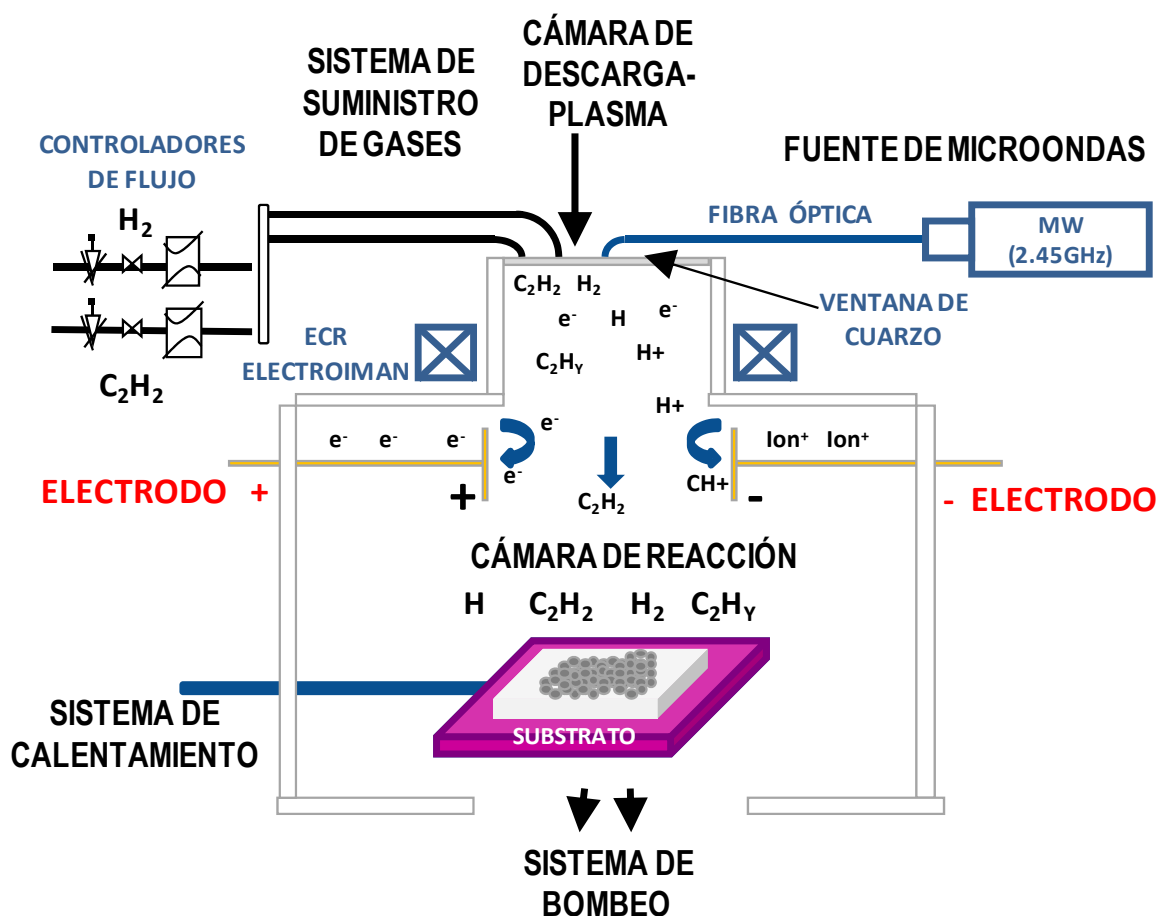 CÁMARA DE
DESCARGA-
PLASMA
SISTEMA DE
SUMINISTRO
DE GASES
CONTROLADORES
DE FLUJO
H₂
C₂H₂
FUENTE DE MICROONDAS
FIBRA ÓPTICA
MW
(2.45GHz)
VENTANA DE
CUARZO
C₂H₂ H₂
e⁻ H e⁻
C₂H_Y H+
ECR
ELECTROIMAN
H+
e⁻ e⁻ e⁻ e⁻
Ion⁺ Ion⁺
e⁻
CH+
ELECTRODO +
+
C₂H₂
-
- ELECTRODO
CÁMARA DE REACCIÓN
H C₂H₂ H₂ C₂H_Y
SISTEMA DE
CALENTAMIENTO
SUBSTRATO
SISTEMA DE
BOMBEO